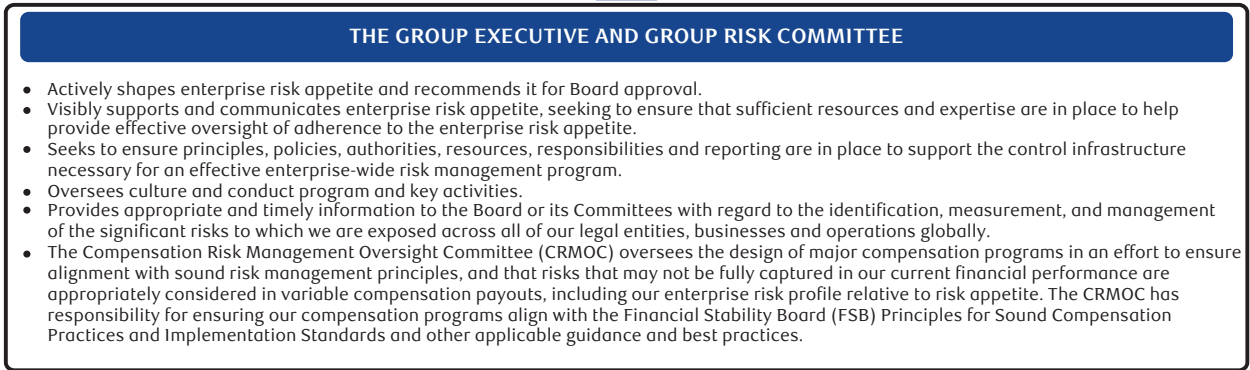 THE GROUP EXECUTIVE AND GROUP RISK COMMITTEE
• Actively shapes enterprise risk appetite and recommends it for Board approval.
• Visibly supports and communicates enterprise risk appetite, seeking to ensure that sufficient resources and expertise are in place to help
provide effective oversight of adherence to the enterprise risk appetite.
• Seeks to ensure principles, policies, authorities, resources, responsibilities and reporting are in place to support the control infrastructure
necessary for an effective enterprise-wide risk management program.
• Oversees culture and conduct program and key activities.
• Provides appropriate and timely information to the Board or its Committees with regard to the identification, measurement, and management
of the significant risks to which we are exposed across all of our legal entities, businesses and operations globally.
• The Compensation Risk Management Oversight Committee (CRMOC) oversees the design of major compensation programs in an effort to ensure
alignment with sound risk management principles, and that risks that may not be fully captured in our current financial performance are
appropriately considered in variable compensation payouts, including our enterprise risk profile relative to risk appetite. The CRMOC has
responsibility for ensuring our compensation programs align with the Financial Stability Board (FSB) Principles for Sound Compensation
Practices and Implementation Standards and other applicable guidance and best practices.